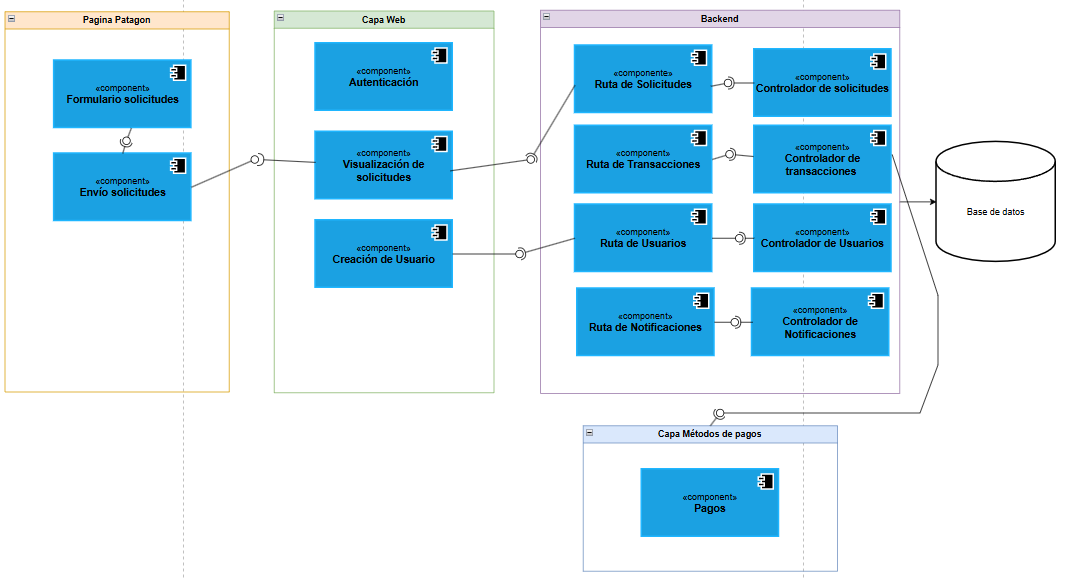 Pagina Patagon
«component»
Formulario solicitudes
«component»
Envío solicitudes
Capa Web
«component»
Autenticación
«component»
Visualización de
solicitudes
«component»
Creación de Usuario
Backend
«componente»
Ruta de Solicitudes
«component»
Controlador de solicitudes
«component»
Ruta de Transacciones
«component»
Controlador de
transacciones
«component»
Ruta de Usuarios
«component»
Controlador de Usuarios
«component»
Ruta de Notificaciones
«component»
Controlador de
Notificaciones
Base de datos
Capa Métodos de pagos
«component»
Pagos